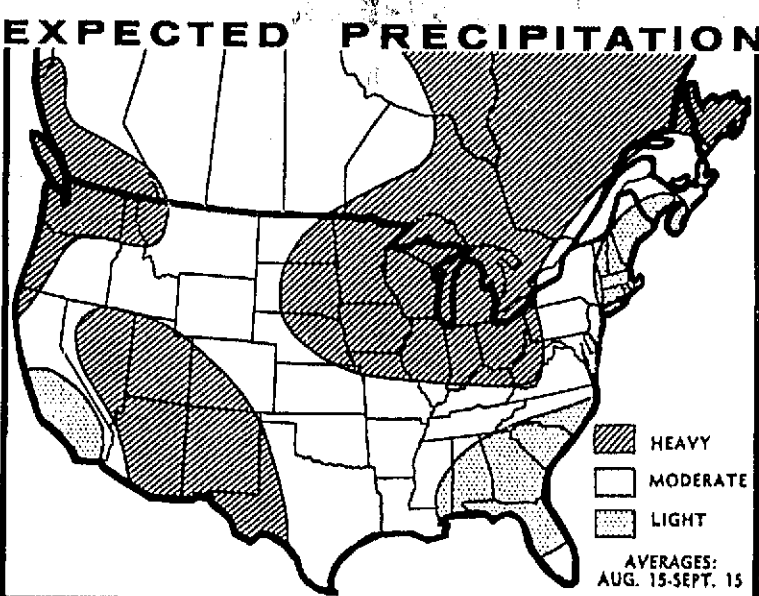 EXPECTED PRECIPITATION
HEAVY
MODERATE
LIGHT
AVERAGES:
AUG. 15-SEPT. 15